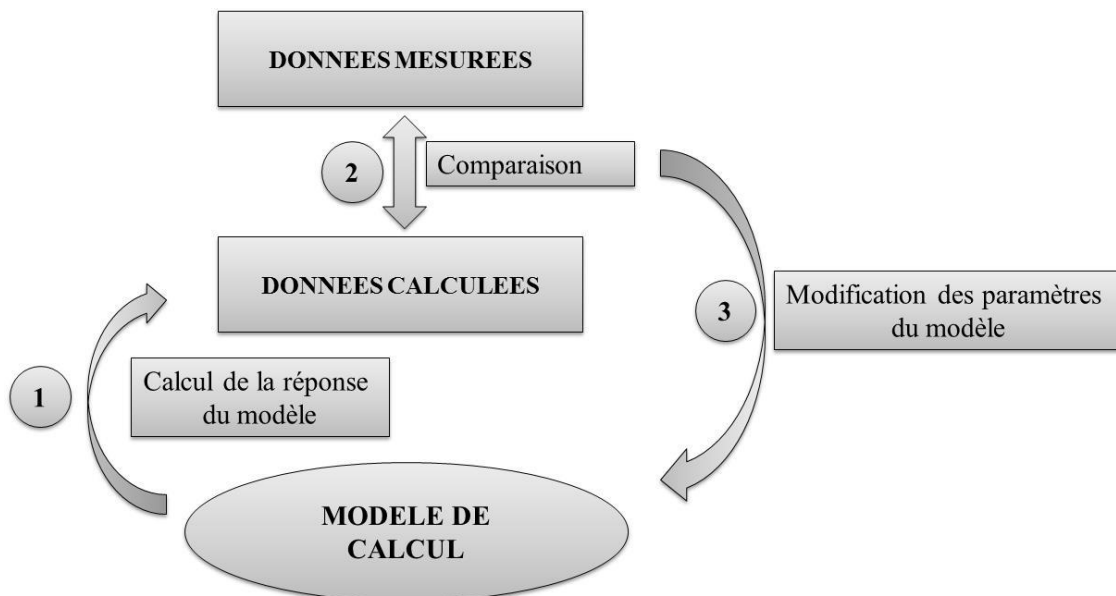 DONNEES MESUREES
2
Comparaison
DONNEES CALCULEES
3
Modification des paramètres
du modèle
1
Calcul de la réponse
du modèle
MODELE DE
CALCUL